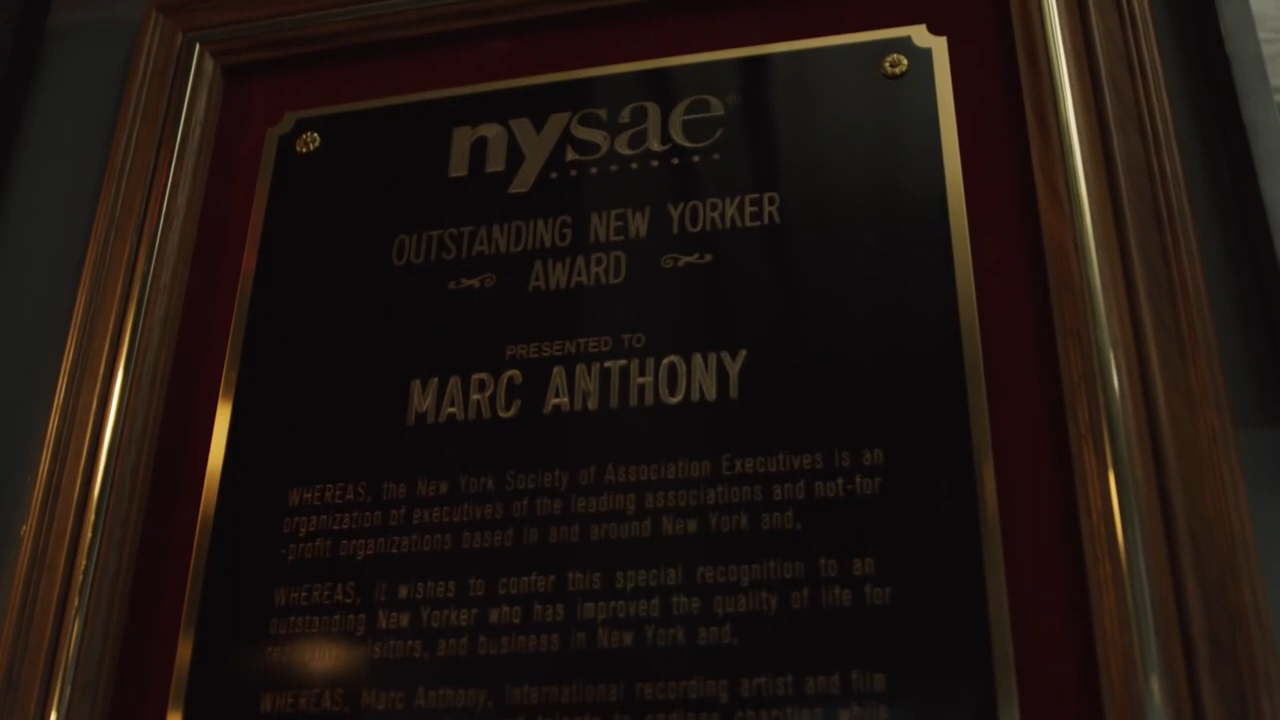 nysae
OUTSTANDING NEW YORKER
AWARD
PRESENTED TO
MARC ANTHONY
WHEREAS, the New York Society of Association Executives is an
organization of executives of the leading associations and not-for
-profit organizations based in and around New York and,
WHEREAS, it wishes to confer this special recognition to an
outstanding New Yorker who has improved the quality of life for
and business in New York and,
WHEREAS, Marc Anthony, international recording artist and film